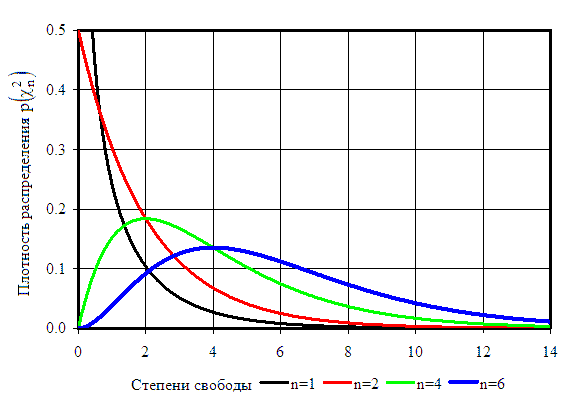 Плотность распределения p(χ²ₙ)
0.5
0.4
0.3
0.2
0.1
0.0
0 2 4 6 8 10 12 14
Степени свободы n=1 n=2 n=4 n=6